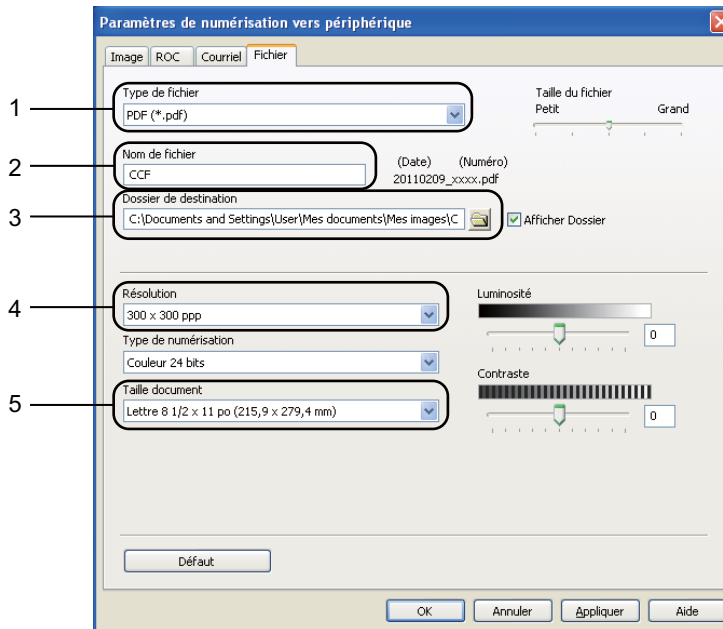 Paramètres de numérisation vers périphérique
Image ROC Courriel Fichier
1
Type de fichier
PDF (*.pdf)
Taille du fichier
Petit Grand
2
Nom de fichier
CCF
(Date) (Numéro)
20110209_xxxx.pdf
3
Dossier de destination
C:\Documents and Settings\User\Mes documents\Mes images\C
Afficher Dossier
4
Résolution
300 x 300 ppp
Luminosité
0
Type de numérisation
Couleur 24 bits
Contraste
0
5
Taille document
Lettre 8 1/2 x 11 po (215,9 x 279,4 mm)
Défaut
OK Annuler Appliquer Aide